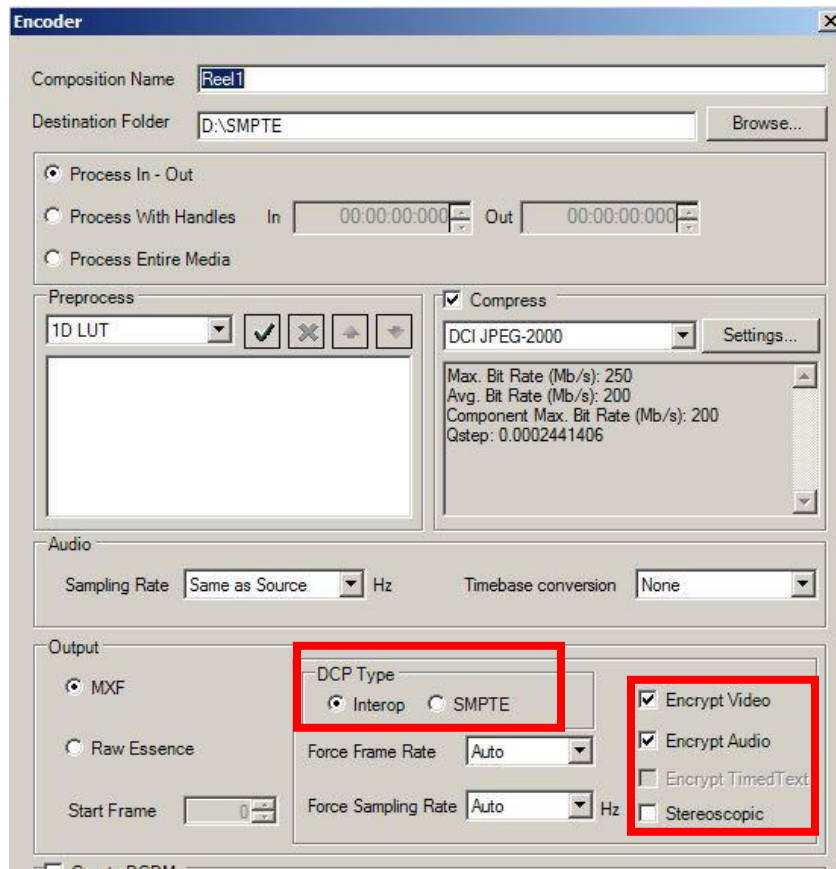 Encoder
Composition Name Reel1
Destination Folder D:\SMPTE Browse...
Process In - Out
Process With Handles In 00:00:00:000 Out 00:00:00:000
Process Entire Media
Preprocess
1D LUT
Compress
DCI JPEG-2000 Settings...
Max. Bit Rate (Mb/s): 250
Avg. Bit Rate (Mb/s): 200
Component Max. Bit Rate (Mb/s): 200
Qstep: 0.0002441406
Audio
Sampling Rate Same as Source Hz Timebase conversion None
Output
MXF
Raw Essence
Start Frame 0
DCP Type
Interop SMPTE
Force Frame Rate Auto
Force Sampling Rate Auto Hz
Encrypt Video
Encrypt Audio
Encrypt TimedText
Stereoscopic